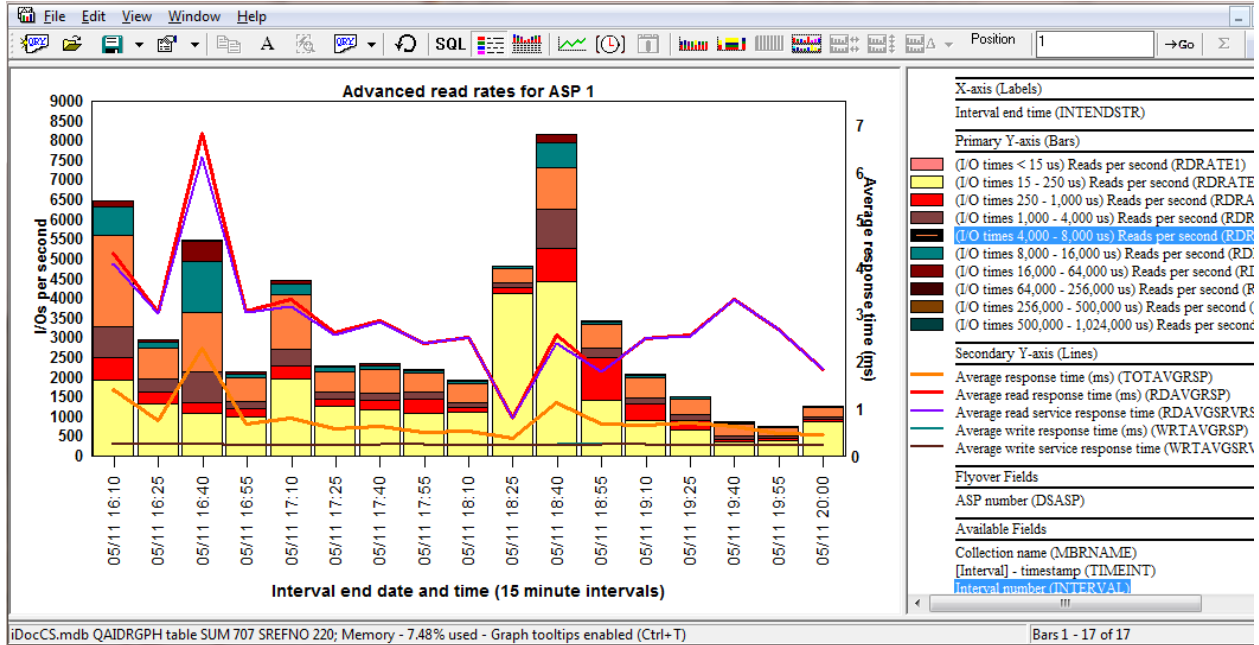 File Edit View Window Help
QRY QRY SQL Position 1 →Go Σ
Advanced read rates for ASP 1
I/Os per second
9000
8500
8000
7500
7000
6500
6000
5500
5000
4500
4000
3500
3000
2500
2000
1500
1000
500
0
7
6
5
4
3
2
1
0
Average response time (ms)
05/11 16:10
05/11 16:25
05/11 16:40
05/11 16:55
05/11 17:10
05/11 17:25
05/11 17:40
05/11 17:55
05/11 18:10
05/11 18:25
05/11 18:40
05/11 18:55
05/11 19:10
05/11 19:25
05/11 19:40
05/11 19:55
05/11 20:00
Interval end date and time (15 minute intervals)
X-axis (Labels)
Interval end time (INTENDSTR)
Primary Y-axis (Bars)
(I/O times < 15 us) Reads per second (RDRATE1)
(I/O times 15 - 250 us) Reads per second (RDRATE
(I/O times 250 - 1,000 us) Reads per second (RDRA
(I/O times 1,000 - 4,000 us) Reads per second (RDR
(I/O times 4,000 - 8,000 us) Reads per second (RDR
(I/O times 8,000 - 16,000 us) Reads per second (RD
(I/O times 16,000 - 64,000 us) Reads per second (RD
(I/O times 64,000 - 256,000 us) Reads per second (R
(I/O times 256,000 - 500,000 us) Reads per second (
(I/O times 500,000 - 1,024,000 us) Reads per second
Secondary Y-axis (Lines)
Average response time (ms) (TOTAVGRSP)
Average read response time (ms) (RDAVGRSP)
Average read service response time (RDAVGSRVRS
Average write response time (ms) (WRTAVGRSP)
Average write service response time (WRTAVGSRV
Flyover Fields
ASP number (DSASP)
Available Fields
Collection name (MBRNAME)
[Interval] - timestamp (TIMEINT)
Interval number (INTERVAL)
iDocCS.mdb QAIDRGPH table SUM 707 SREFNO 220; Memory - 7.48% used - Graph tooltips enabled (Ctrl+T)
Bars 1 - 17 of 17